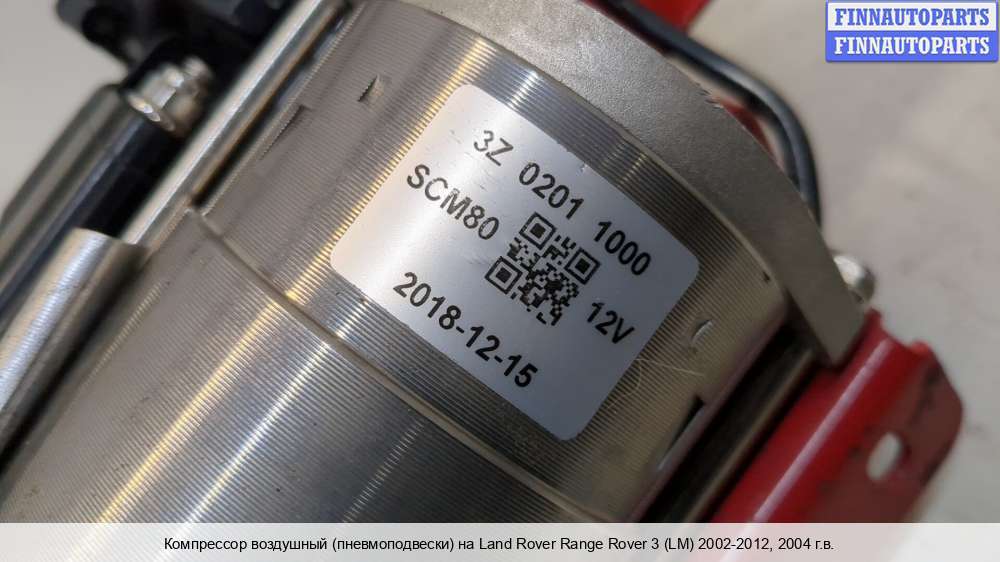 FINNAUTOPARTS
FINNAUTOPARTS
3Z 0201 1000
SCM80
12V
2018-12-15
Компрессор воздушный (пневмоподвески) на Land Rover Range Rover 3 (LM) 2002-2012, 2004 г.в.